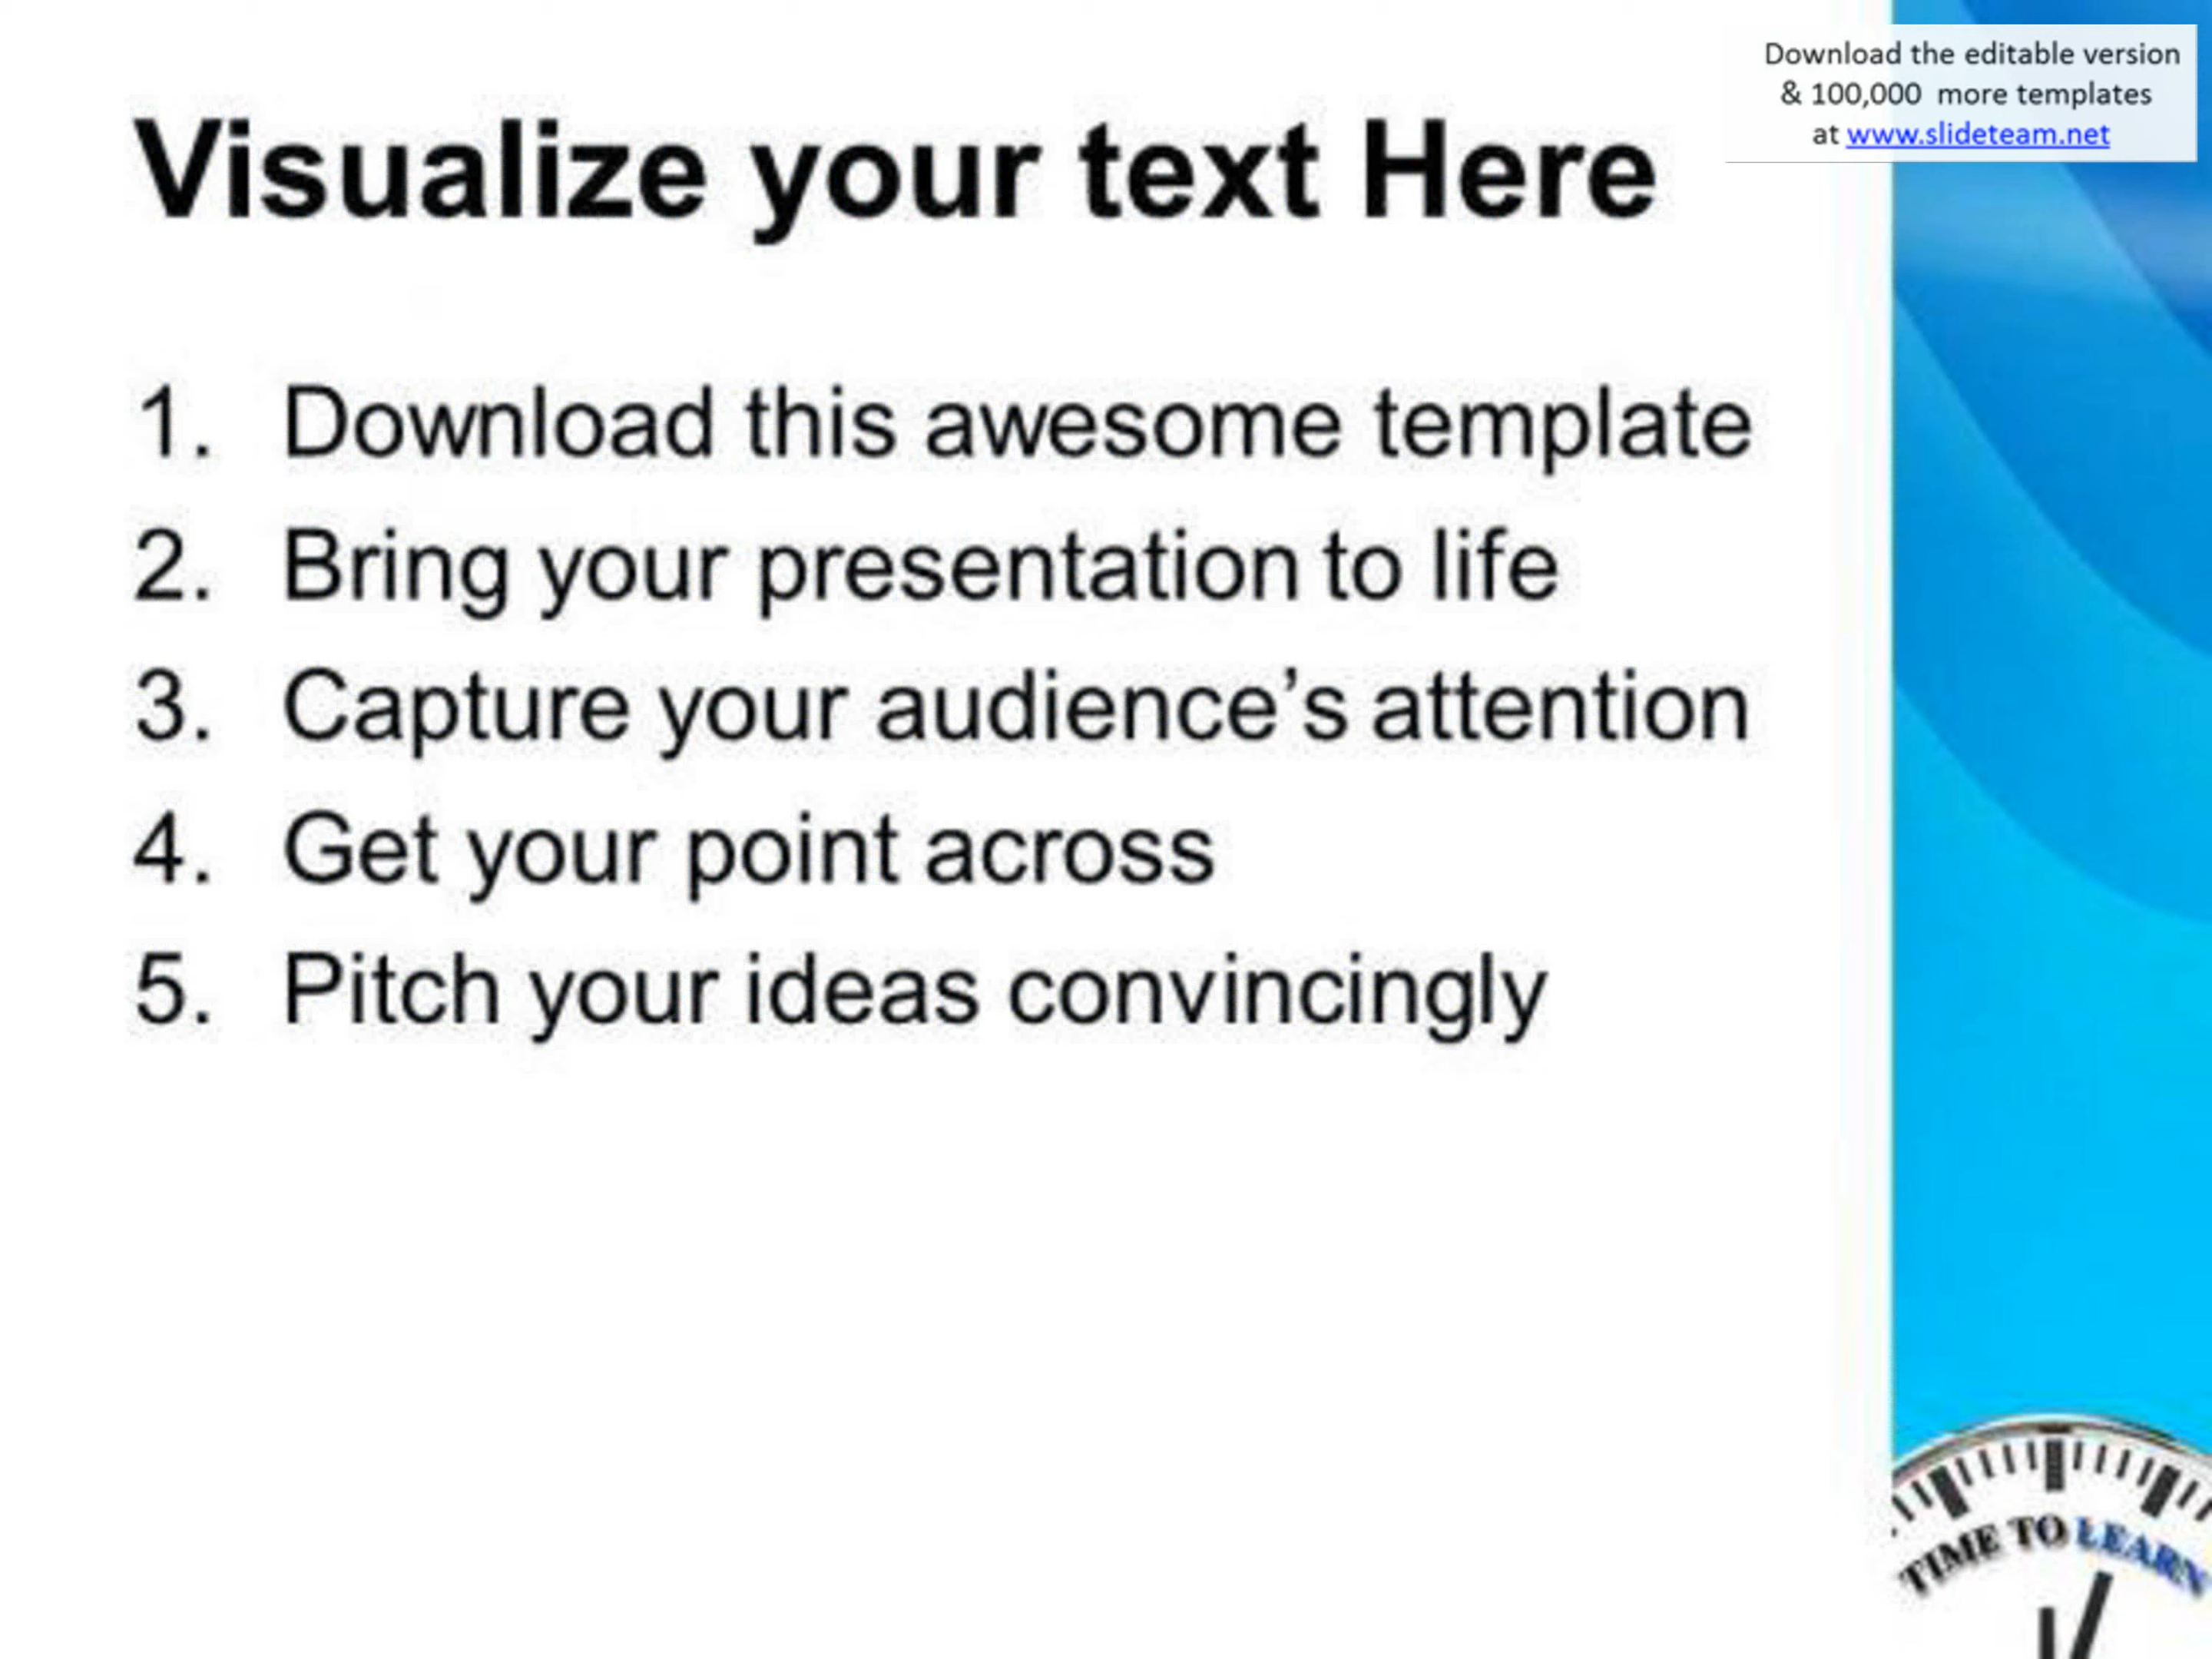 Download the editable version
& 100,000 more templates
at www.slideteam.net
Visualize your text Here
1. Download this awesome template
2. Bring your presentation to life
3. Capture your audience’s attention
4. Get your point across
5. Pitch your ideas convincingly
TIME TO LEARN